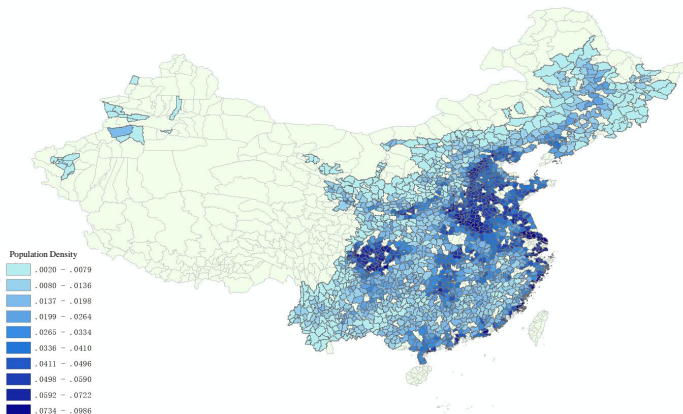 Population Density
.0020 - .0079
.0080 - .0136
.0137 - .0198
.0199 - .0264
.0265 - .0334
.0336 - .0410
.0411 - .0496
.0498 - .0590
.0592 - .0722
.0734 - .0986